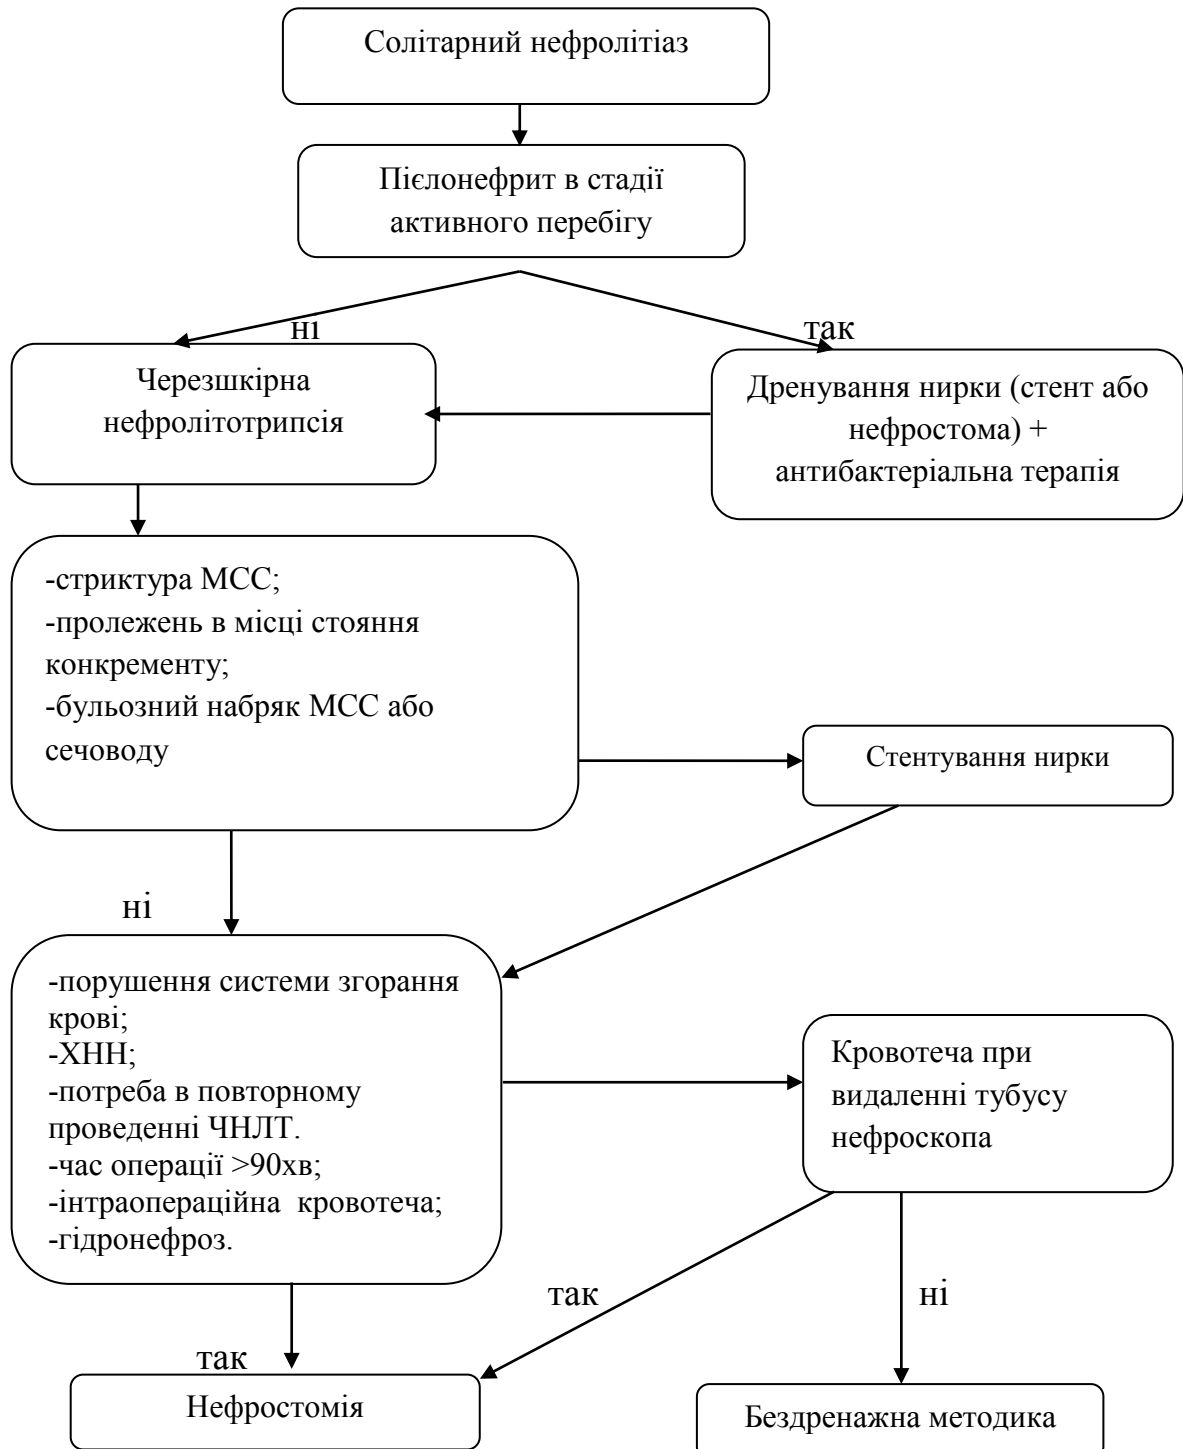 Солітарний нефролітіаз
Пієлонефрит в стадії
активного перебігу
ні
так
Черезшкірна
нефролітотрипсія
Дренування нирки (стент або
нефростома) +
антибактеріальна терапія
-стриктура МСС;
-пролежень в місці стояння
конкременту;
-бульозний набряк МСС або
сечоводу
Стентування нирки
ні
-порушення системи згорання
крові;
-ХНН;
-потреба в повторному
проведенні ЧНЛТ.
-час операції >90хв;
-інтраопераційна кровотеча;
-гідронефроз.
Кровотеча при
видаленні тубусу
нефроскопа
так
ні
так
Нефростомія
Бездренажна методика